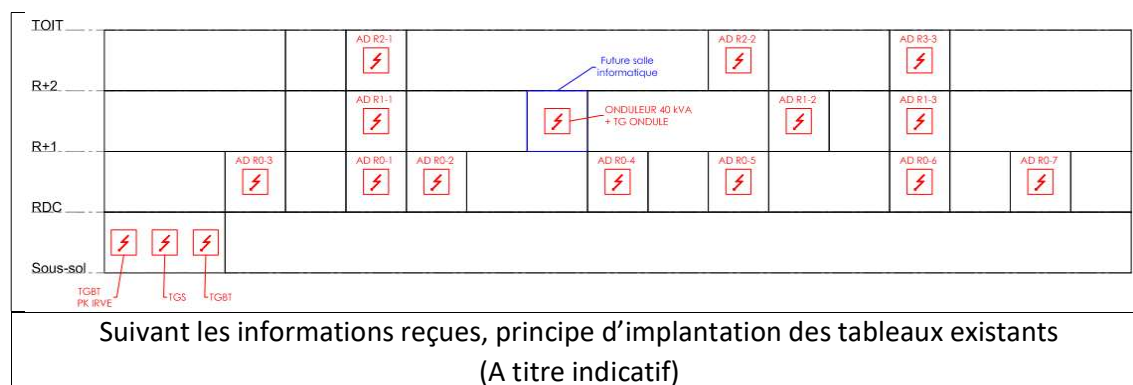 TOIT
AD R2-1
AD R2-2
AD R3-3
Future salle
informatique
R+2
AD R1-1
ONDULEUR 40 kVA
+ TG ONDULE
AD R1-2
AD R1-3
R+1
AD R0-3
AD R0-1
AD R0-2
AD R0-4
AD R0-5
AD R0-6
AD R0-7
RDC
Sous-sol
TGBT
PK IRVE
TGS
TGBT
Suivant les informations reçues, principe d’implantation des tableaux existants
(A titre indicatif)